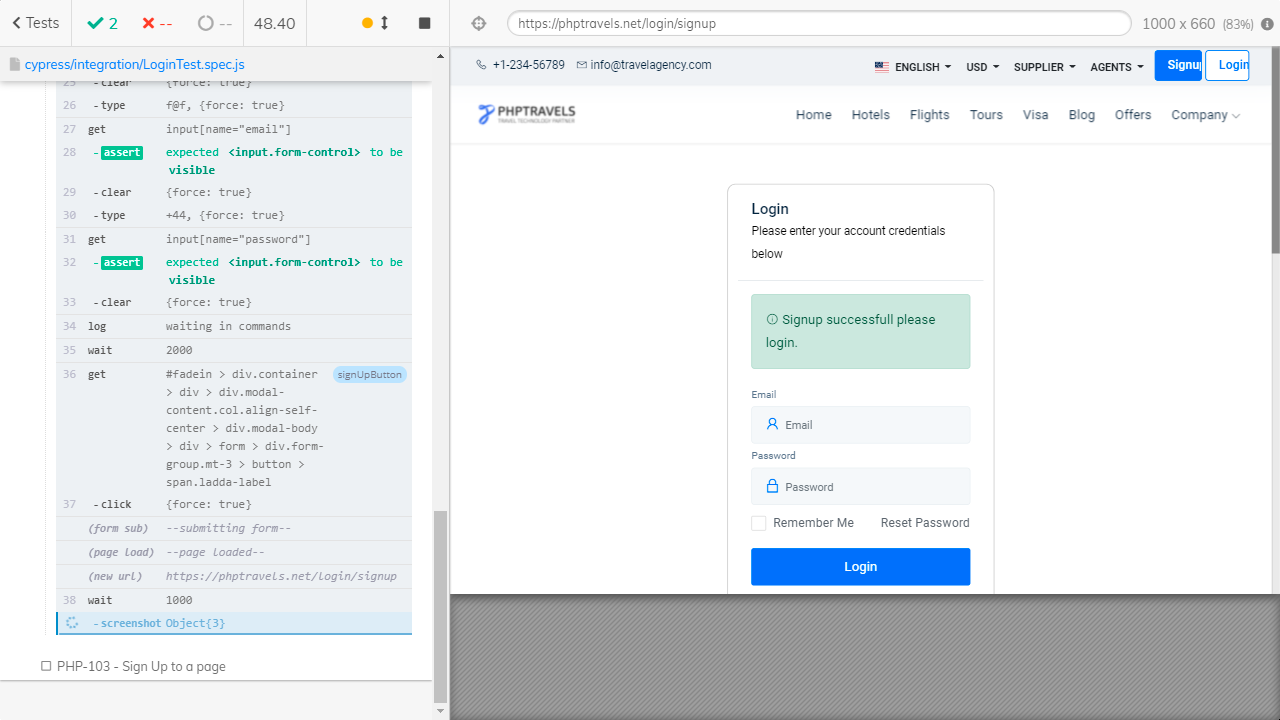 Tests
2
--
--
48.40
https://phptravels.net/login/signup
1000 x 660 (83%)
cypress/integration/LoginTest.spec.js
25 -clear {force: true}
26 -type f@f, {force: true}
27 get input[name="email"]
28 -assert expected <input.form-control> to be
visible
29 -clear {force: true}
30 -type +44, {force: true}
31 get input[name="password"]
32 -assert expected <input.form-control> to be
visible
33 -clear {force: true}
34 log waiting in commands
35 wait 2000
36 get #fadein > div.container signUpButton
> div > div.modal-
content.col.align-self-
center > div.modal-body
> div > form > div.form-
group.mt-3 > button >
span.ladda-label
37 -click {force: true}
(form sub) --submitting form--
(page load) --page loaded--
(new url) https://phptravels.net/login/signup
38 wait 1000
-screenshot Object{3}
PHP-103 - Sign Up to a page
+1-234-56789 info@travelagency.com ENGLISH USD SUPPLIER AGENTS Signup Login
PHPTRAVELS
TRAVEL TECHNOLOGY PARTNER
Home Hotels Flights Tours Visa Blog Offers Company
Login
Please enter your account credentials
below
Signup successfull please
login.
Email
Email
Password
Password
Remember Me Reset Password
Login